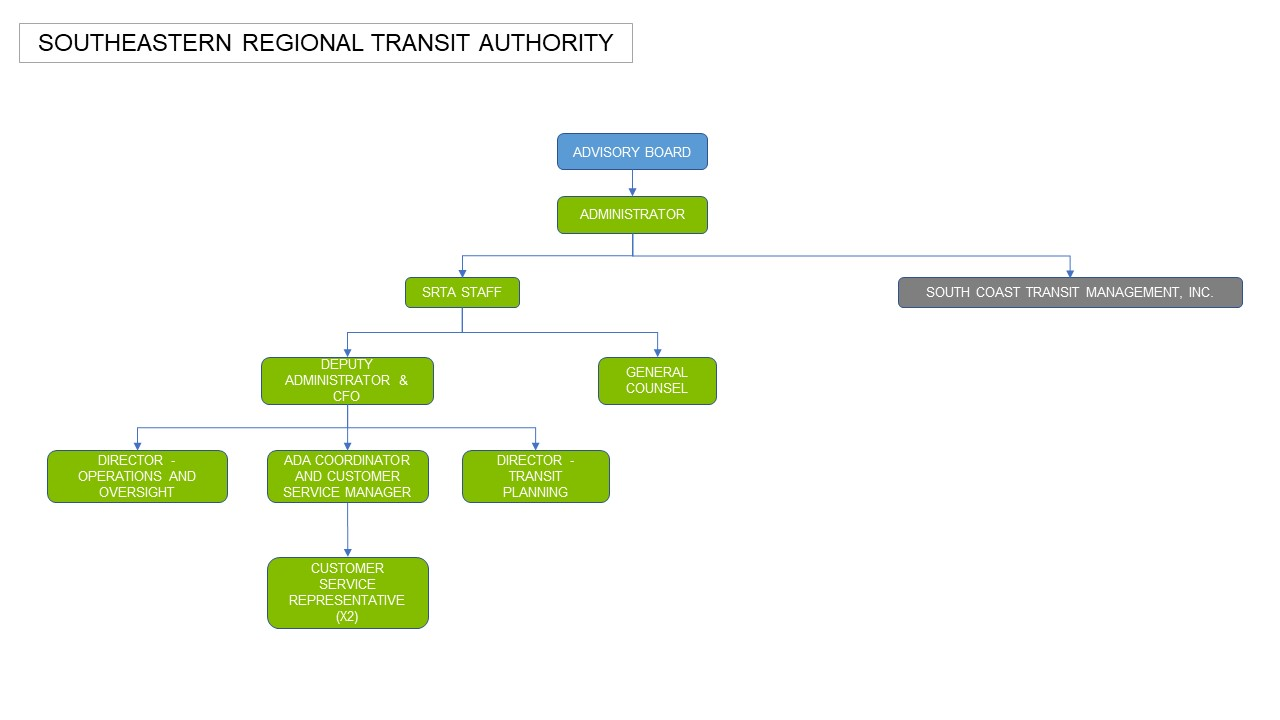 SOUTHEASTERN REGIONAL TRANSIT AUTHORITY
ADVISORY BOARD
ADMINISTRATOR
SRTA STAFF
SOUTH COAST TRANSIT MANAGEMENT, INC.
DEPUTY
ADMINISTRATOR &
CFO
GENERAL
COUNSEL
DIRECTOR -
OPERATIONS AND
OVERSIGHT
ADA COORDINATOR
AND CUSTOMER
SERVICE MANAGER
DIRECTOR -
TRANSIT
PLANNING
CUSTOMER
SERVICE
REPRESENTATIVE
(X2)